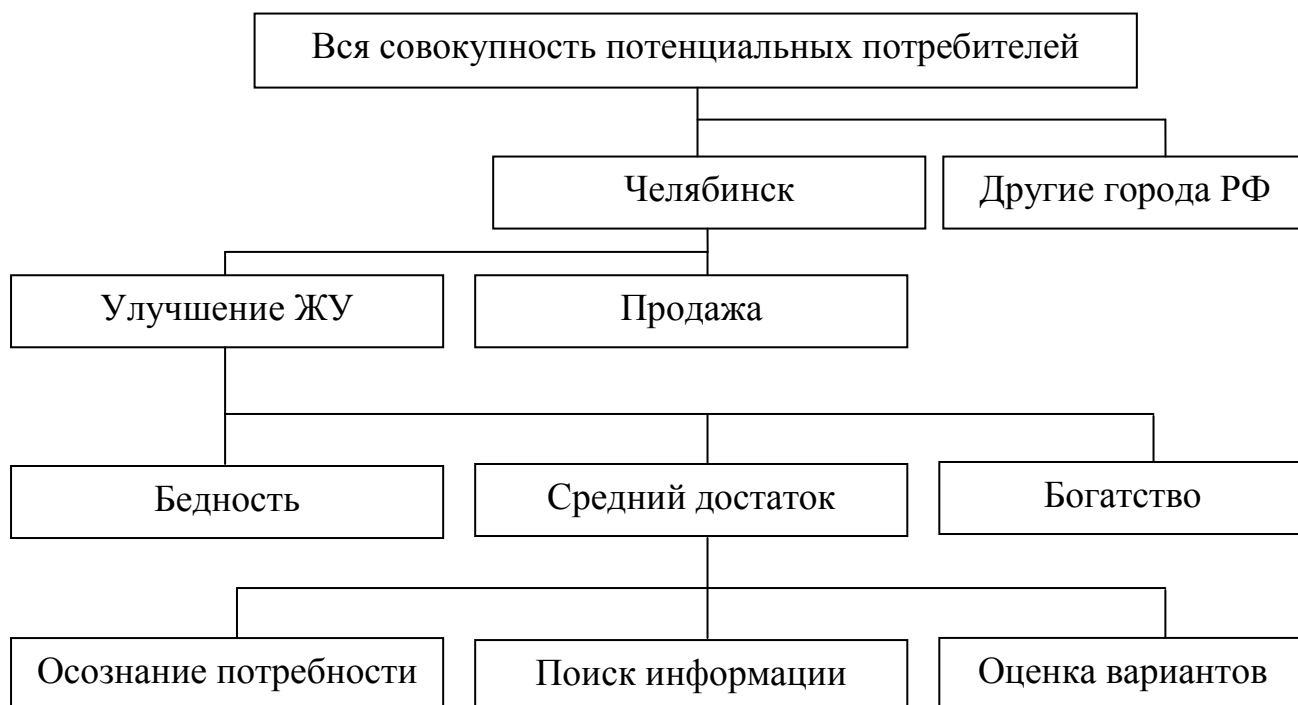 Вся совокупность потенциальных потребителей
Челябинск
Другие города РФ
Улучшение ЖУ
Продажа
Бедность
Средний достаток
Богатство
Осознание потребности
Поиск информации
Оценка вариантов